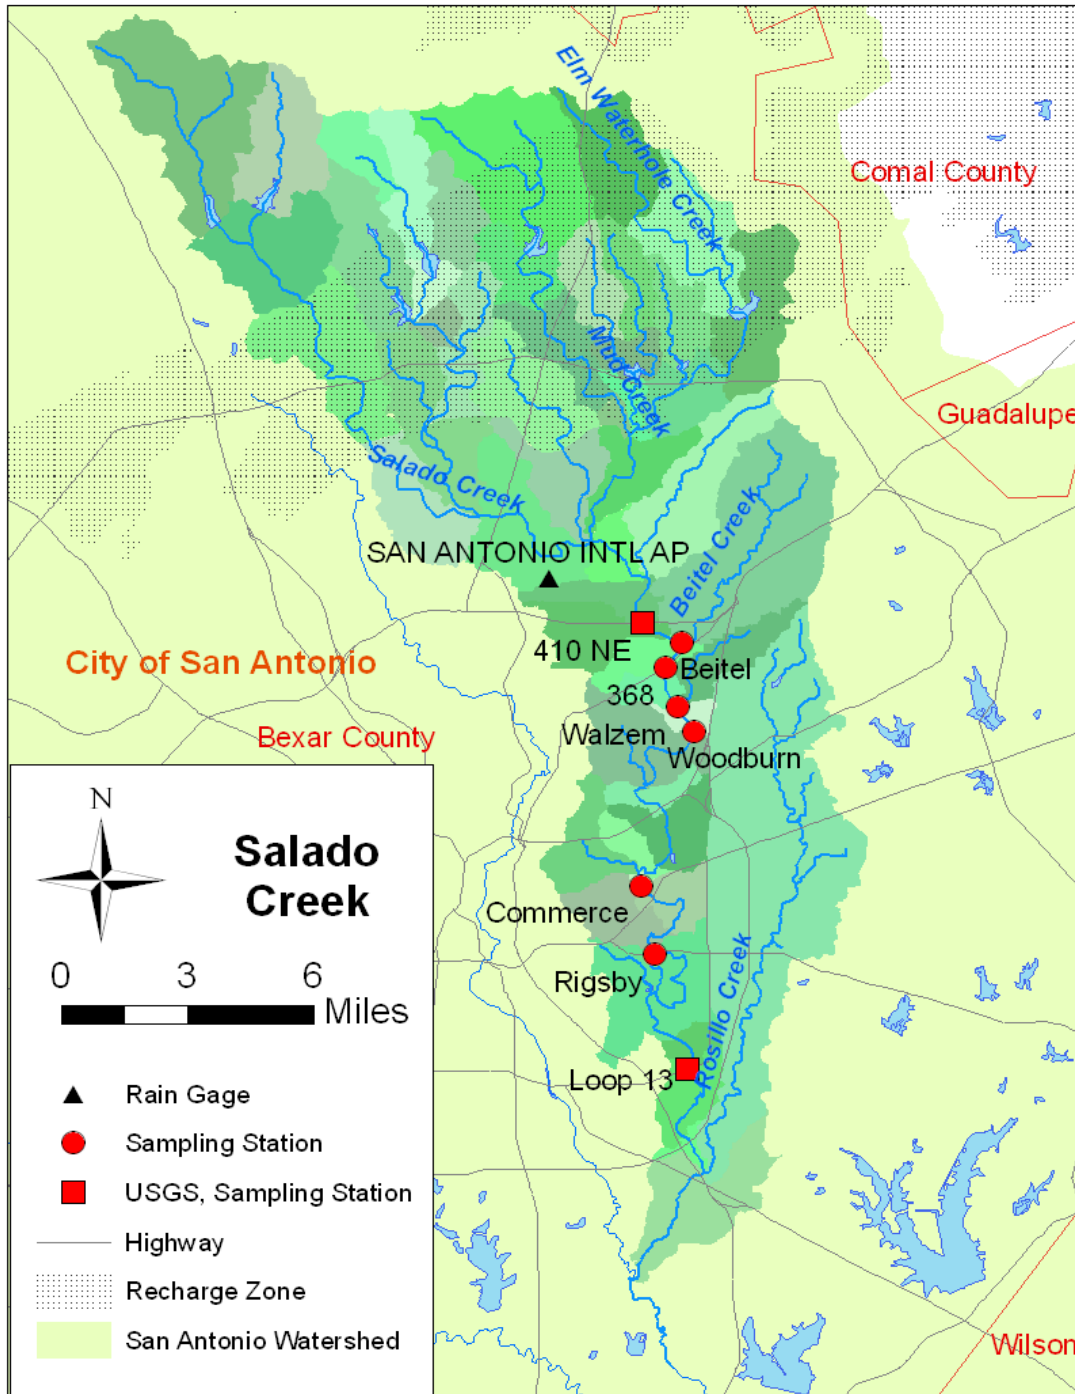 Elm Waterhole Creek
Comal County
Mud Creek
Guadalupe
Salado Creek
Beitel Creek
SAN ANTONIO INTL AP
410 NE
City of San Antonio
Beitel
368
Bexar County
Walzem
Woodburn
N
Salado
Creek
Commerce
0 3 6
Miles
Rigsby
Rosillo Creek
Loop 13
Rain Gage
Sampling Station
USGS, Sampling Station
Highway
Recharge Zone
San Antonio Watershed
Wilson